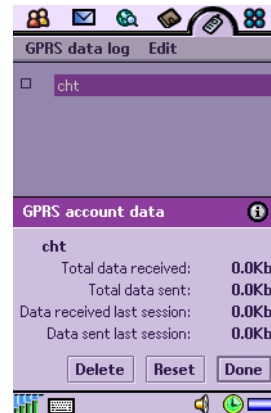 GPRS data log Edit
cht
GPRS account data
cht
Total data received: 0.0Kb
Total data sent: 0.0Kb
Data received last session: 0.0Kb
Data sent last session: 0.0Kb
Delete Reset Done